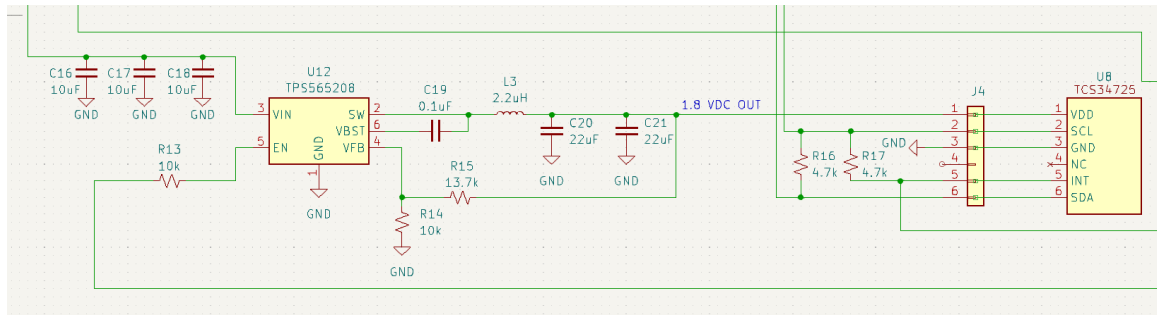 C16
10uF
GND
C17
10uF
GND
C18
10uF
GND
U12
TPS565208
3
VIN
5
EN
GND
1
GND
SW
2
VBST
6
VFB
4
R13
10k
C19
0.1uF
L3
2.2uH
C20
22uF
GND
C21
22uF
GND
1.8 VDC OUT
R15
13.7k
R14
10k
GND
R16
4.7k
R17
4.7k
GND
J4
1
2
3
4
5
6
U8
TCS34725
1
VDD
2
SCL
3
GND
4
NC
5
INT
6
SDA